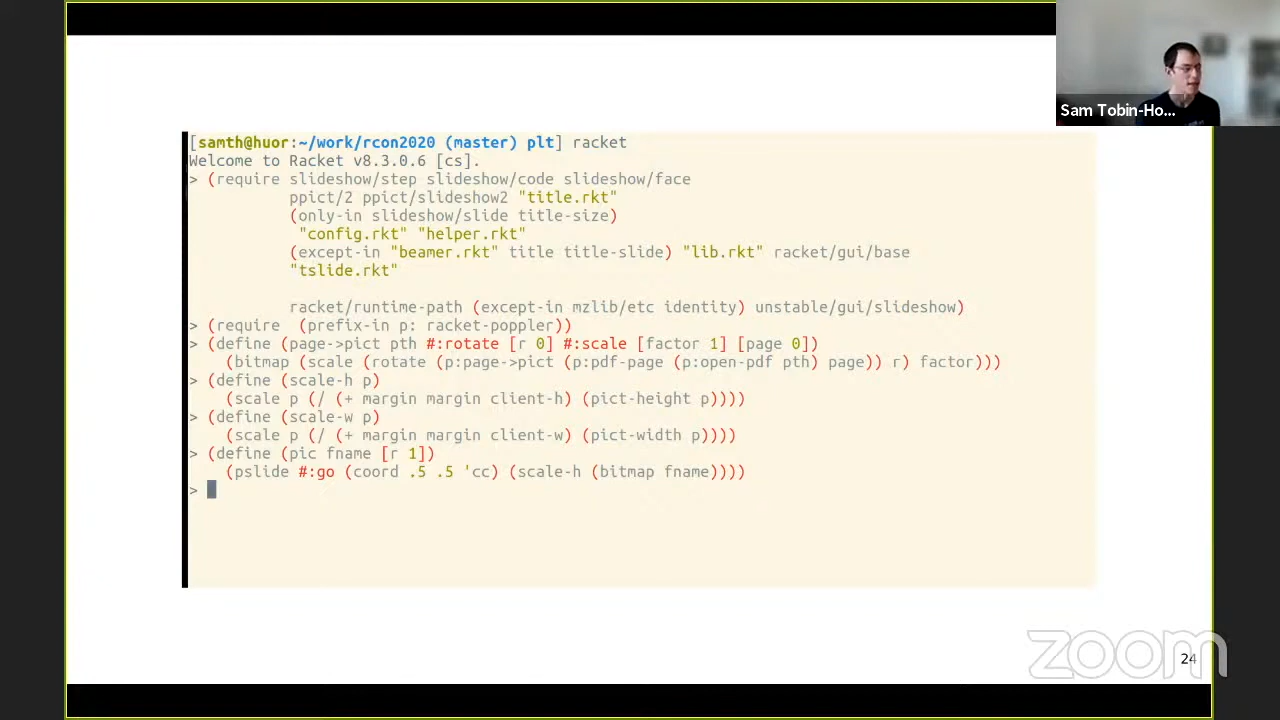 Sam Tobin-Ho...
[samth@huor:~/work/rcon2020 (master) plt] racket
Welcome to Racket v8.3.0.6 [cs].
> (require slideshow/step slideshow/code slideshow/face
ppict/2 ppict/slideshow2 "title.rkt"
(only-in slideshow/slide title-size)
"config.rkt" "helper.rkt"
(except-in "beamer.rkt" title title-slide) "lib.rkt" racket/gui/base
"tslide.rkt"
racket/runtime-path (except-in mzlib/etc identity) unstable/gui/slideshow)
> (require  (prefix-in p: racket-poppler))
> (define (page->pict pth #:rotate [r 0] #:scale [factor 1] [page 0])
(bitmap (scale (rotate (p:page->pict (p:pdf-page (p:open-pdf pth) page)) r) factor)))
> (define (scale-h p)
(scale p (/ (+ margin margin client-h) (pict-height p))))
> (define (scale-w p)
(scale p (/ (+ margin margin client-w) (pict-width p))))
> (define (pic fname [r 1])
(pslide #:go (coord .5 .5 'cc) (scale-h (bitmap fname))))
>
zoom
24